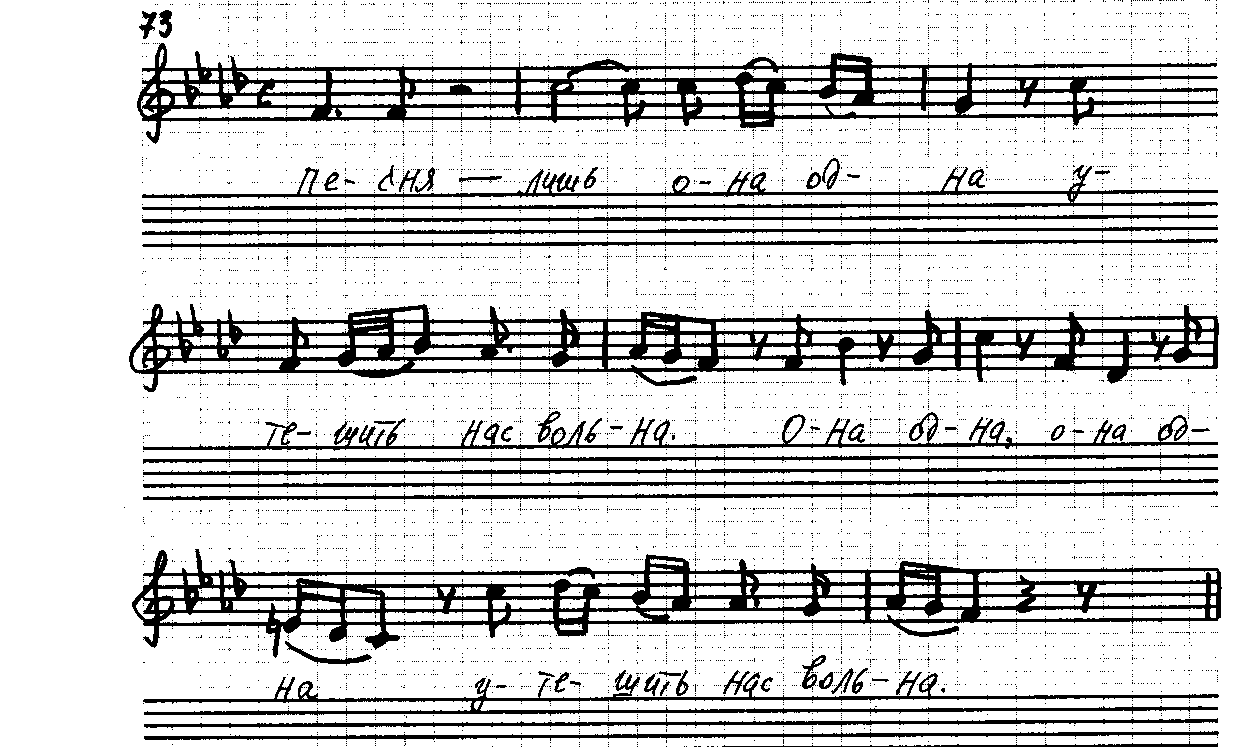 73
Пе- сня — лишь о- на од- на у-
те- шить нас воль- на. О- на од- на, о- на од-
на у- те- шить нас воль- на.